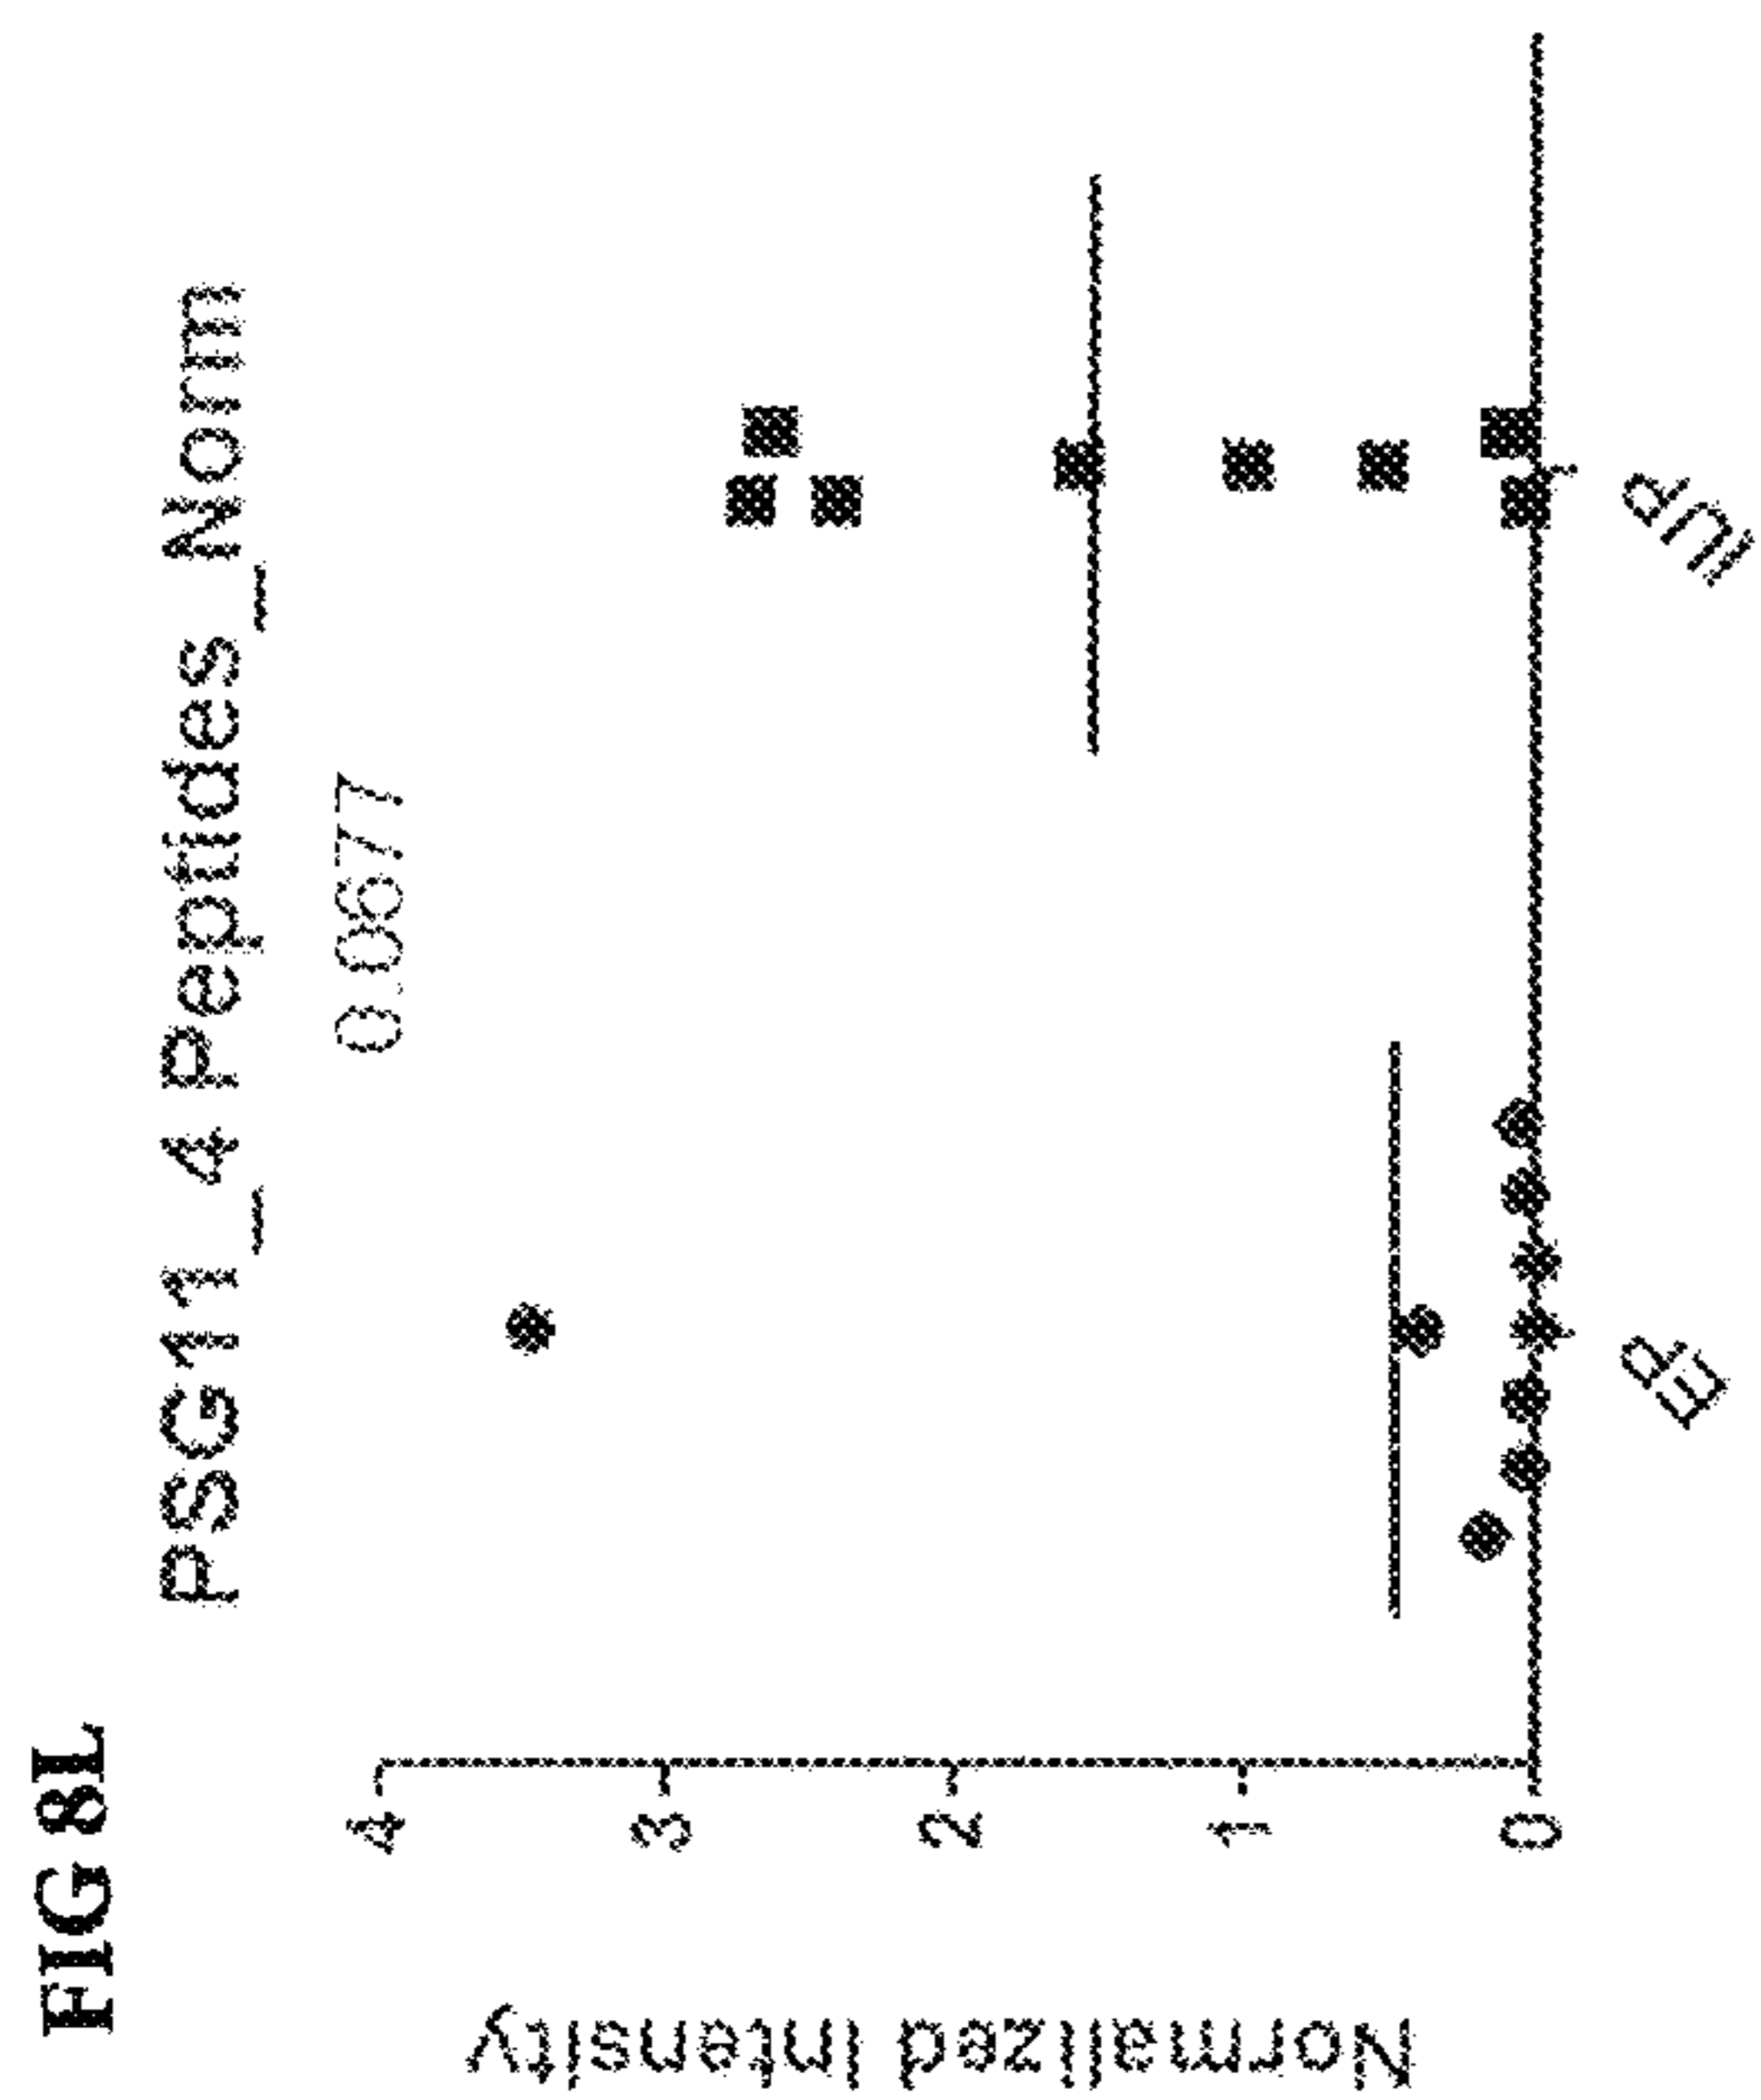 FIG 8L
PSG11_4 Peptides_Norm
0.0677
Normalized Intensity
4
3
2
1
0
EP
IUP